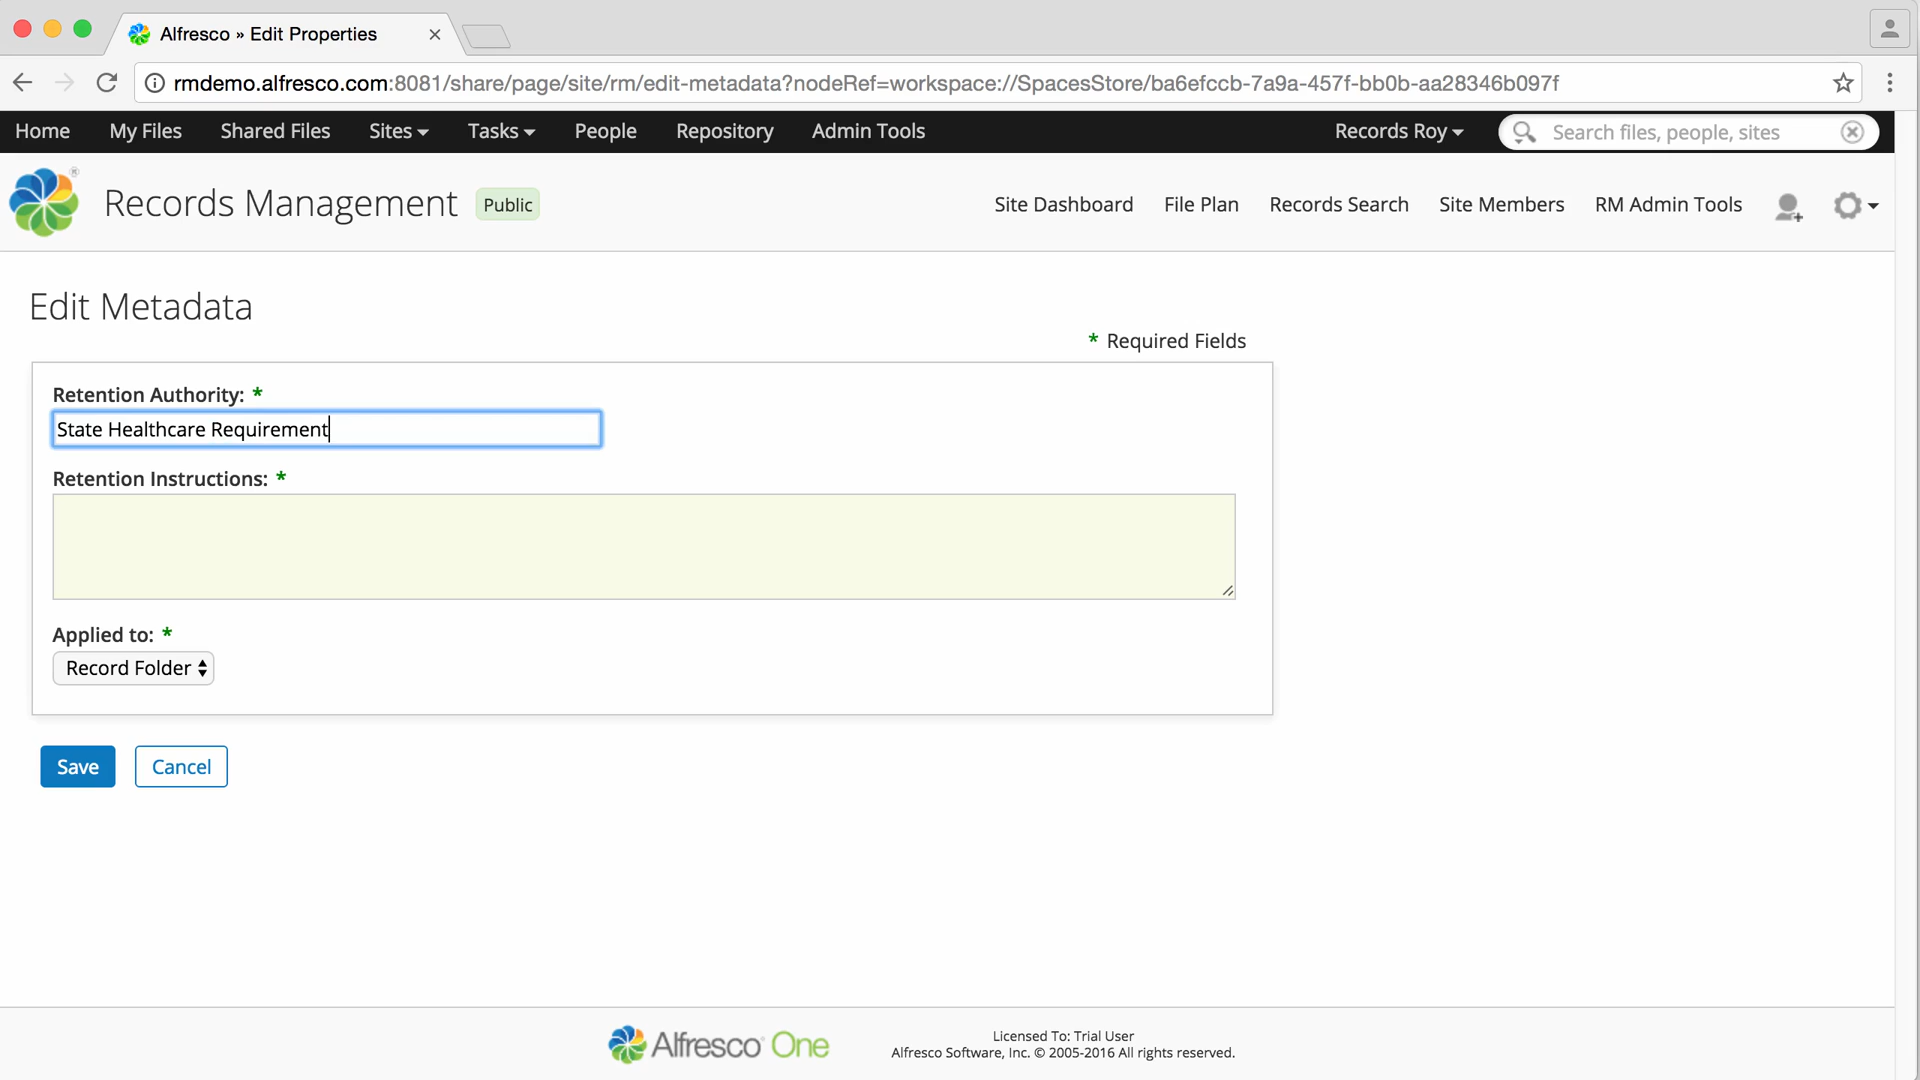 Alfresco » Edit Properties
rmdemo.alfresco.com:8081/share/page/site/rm/edit-metadata?nodeRef=workspace://SpacesStore/ba6efccb-7a9a-457f-bb0b-aa28346b097f
Home My Files Shared Files Sites Tasks People Repository Admin Tools Records Roy Search files, people, sites
Records Management Public Site Dashboard File Plan Records Search Site Members RM Admin Tools
Edit Metadata
* Required Fields
Retention Authority: *
State Healthcare Requirement
Retention Instructions: *
Applied to: *
Record Folder
Save Cancel
Alfresco One
Licensed To: Trial User
Alfresco Software, Inc. © 2005-2016 All rights reserved.